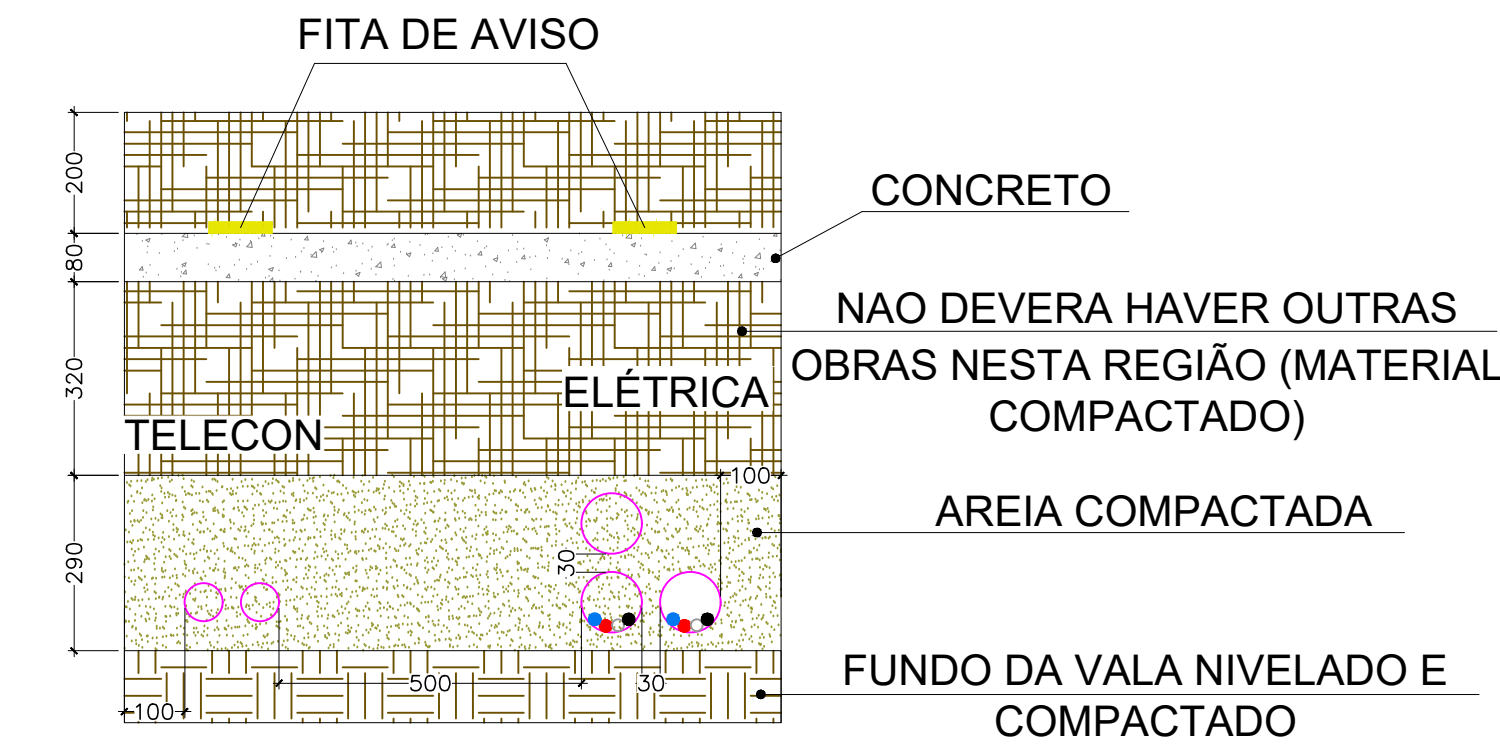 FITA DE AVISO
200
CONCRETO
80
NAO DEVERA HAVER OUTRAS
OBRAS NESTA REGIÃO (MATERIAL
COMPACTADO)
320
ELÉTRICA
TELECON
100
AREIA COMPACTADA
290
30
FUNDO DA VALA NIVELADO E
COMPACTADO
500
30
100